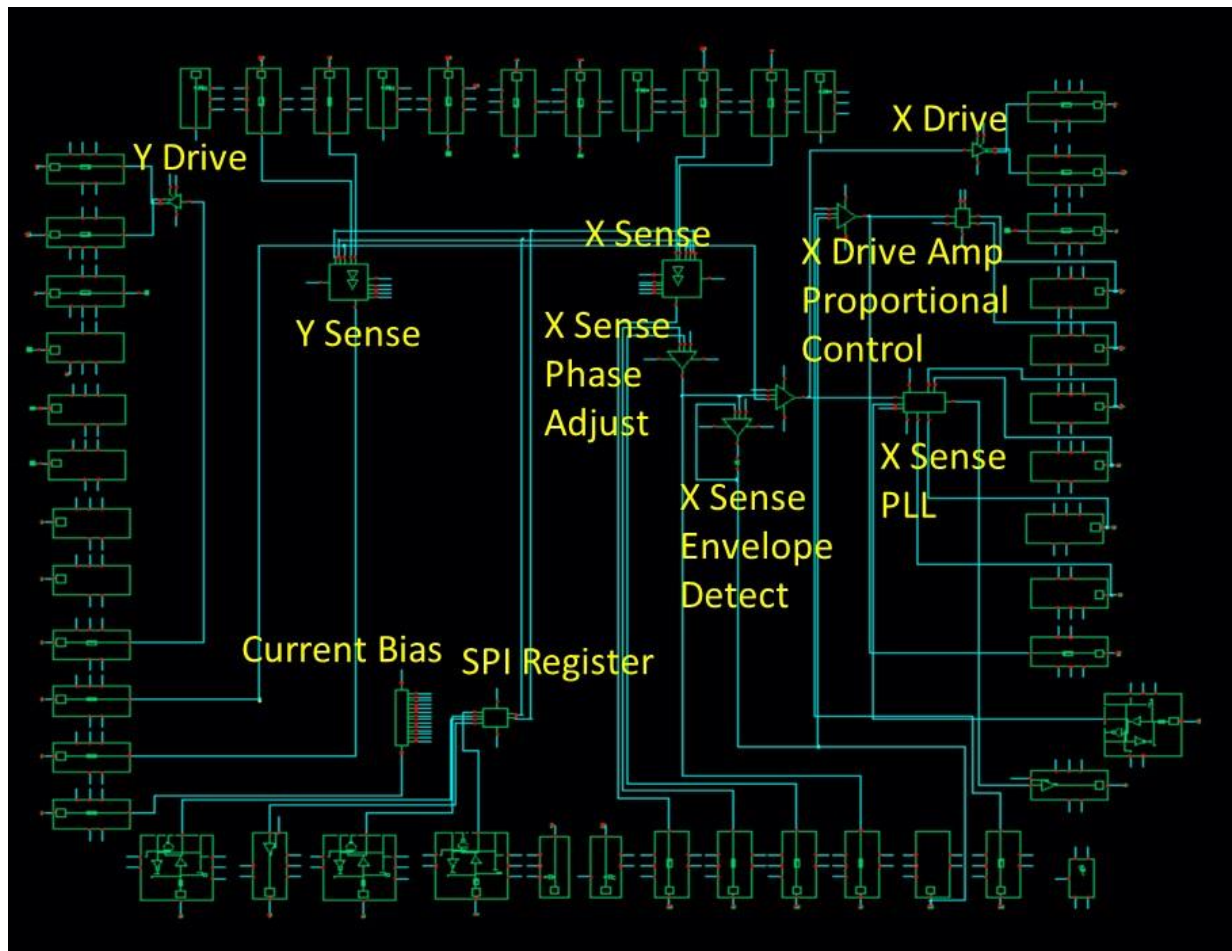 X Drive
Y Drive
X Sense
X Drive Amp
Proportional
Control
Y Sense
X Sense
Phase
Adjust
X Sense
PLL
X Sense
Envelope
Detect
Current Bias
SPI Register